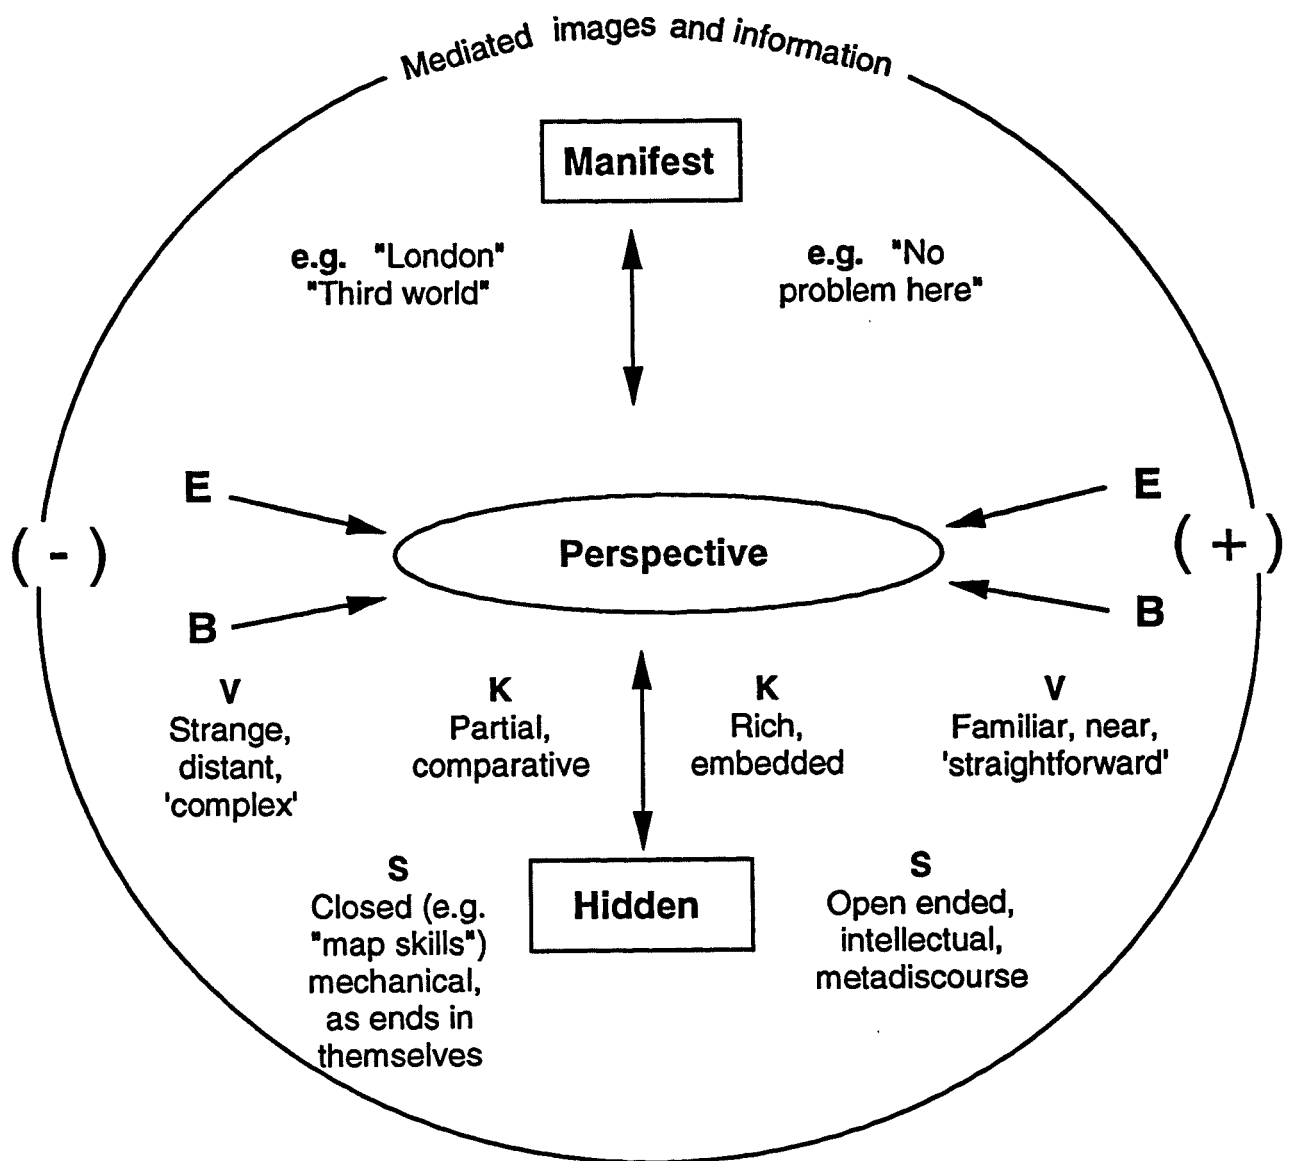 Mediated images and information
Manifest
e.g. "London"
"Third world"
e.g. "No
problem here"
E
E
( - )
Perspective
( + )
B
B
V
Strange,
distant,
'complex'
K
Partial,
comparative
K
Rich,
embedded
V
Familiar, near,
'straightforward'
S
Closed (e.g.
"map skills")
mechanical,
as ends in
themselves
Hidden
S
Open ended,
intellectual,
metadiscourse